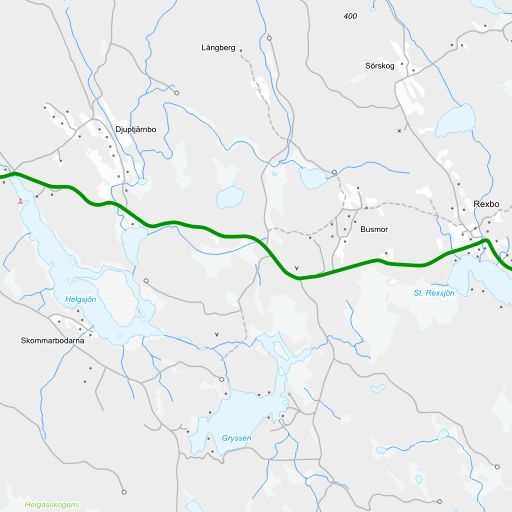 400
Långberg
Sörskog
Djuptjärnbo
Rexbo
Busmor
St. Rexsjön
Helgsjön
v
v
Skommarbodarna
Gryssen
Helgåsskogens